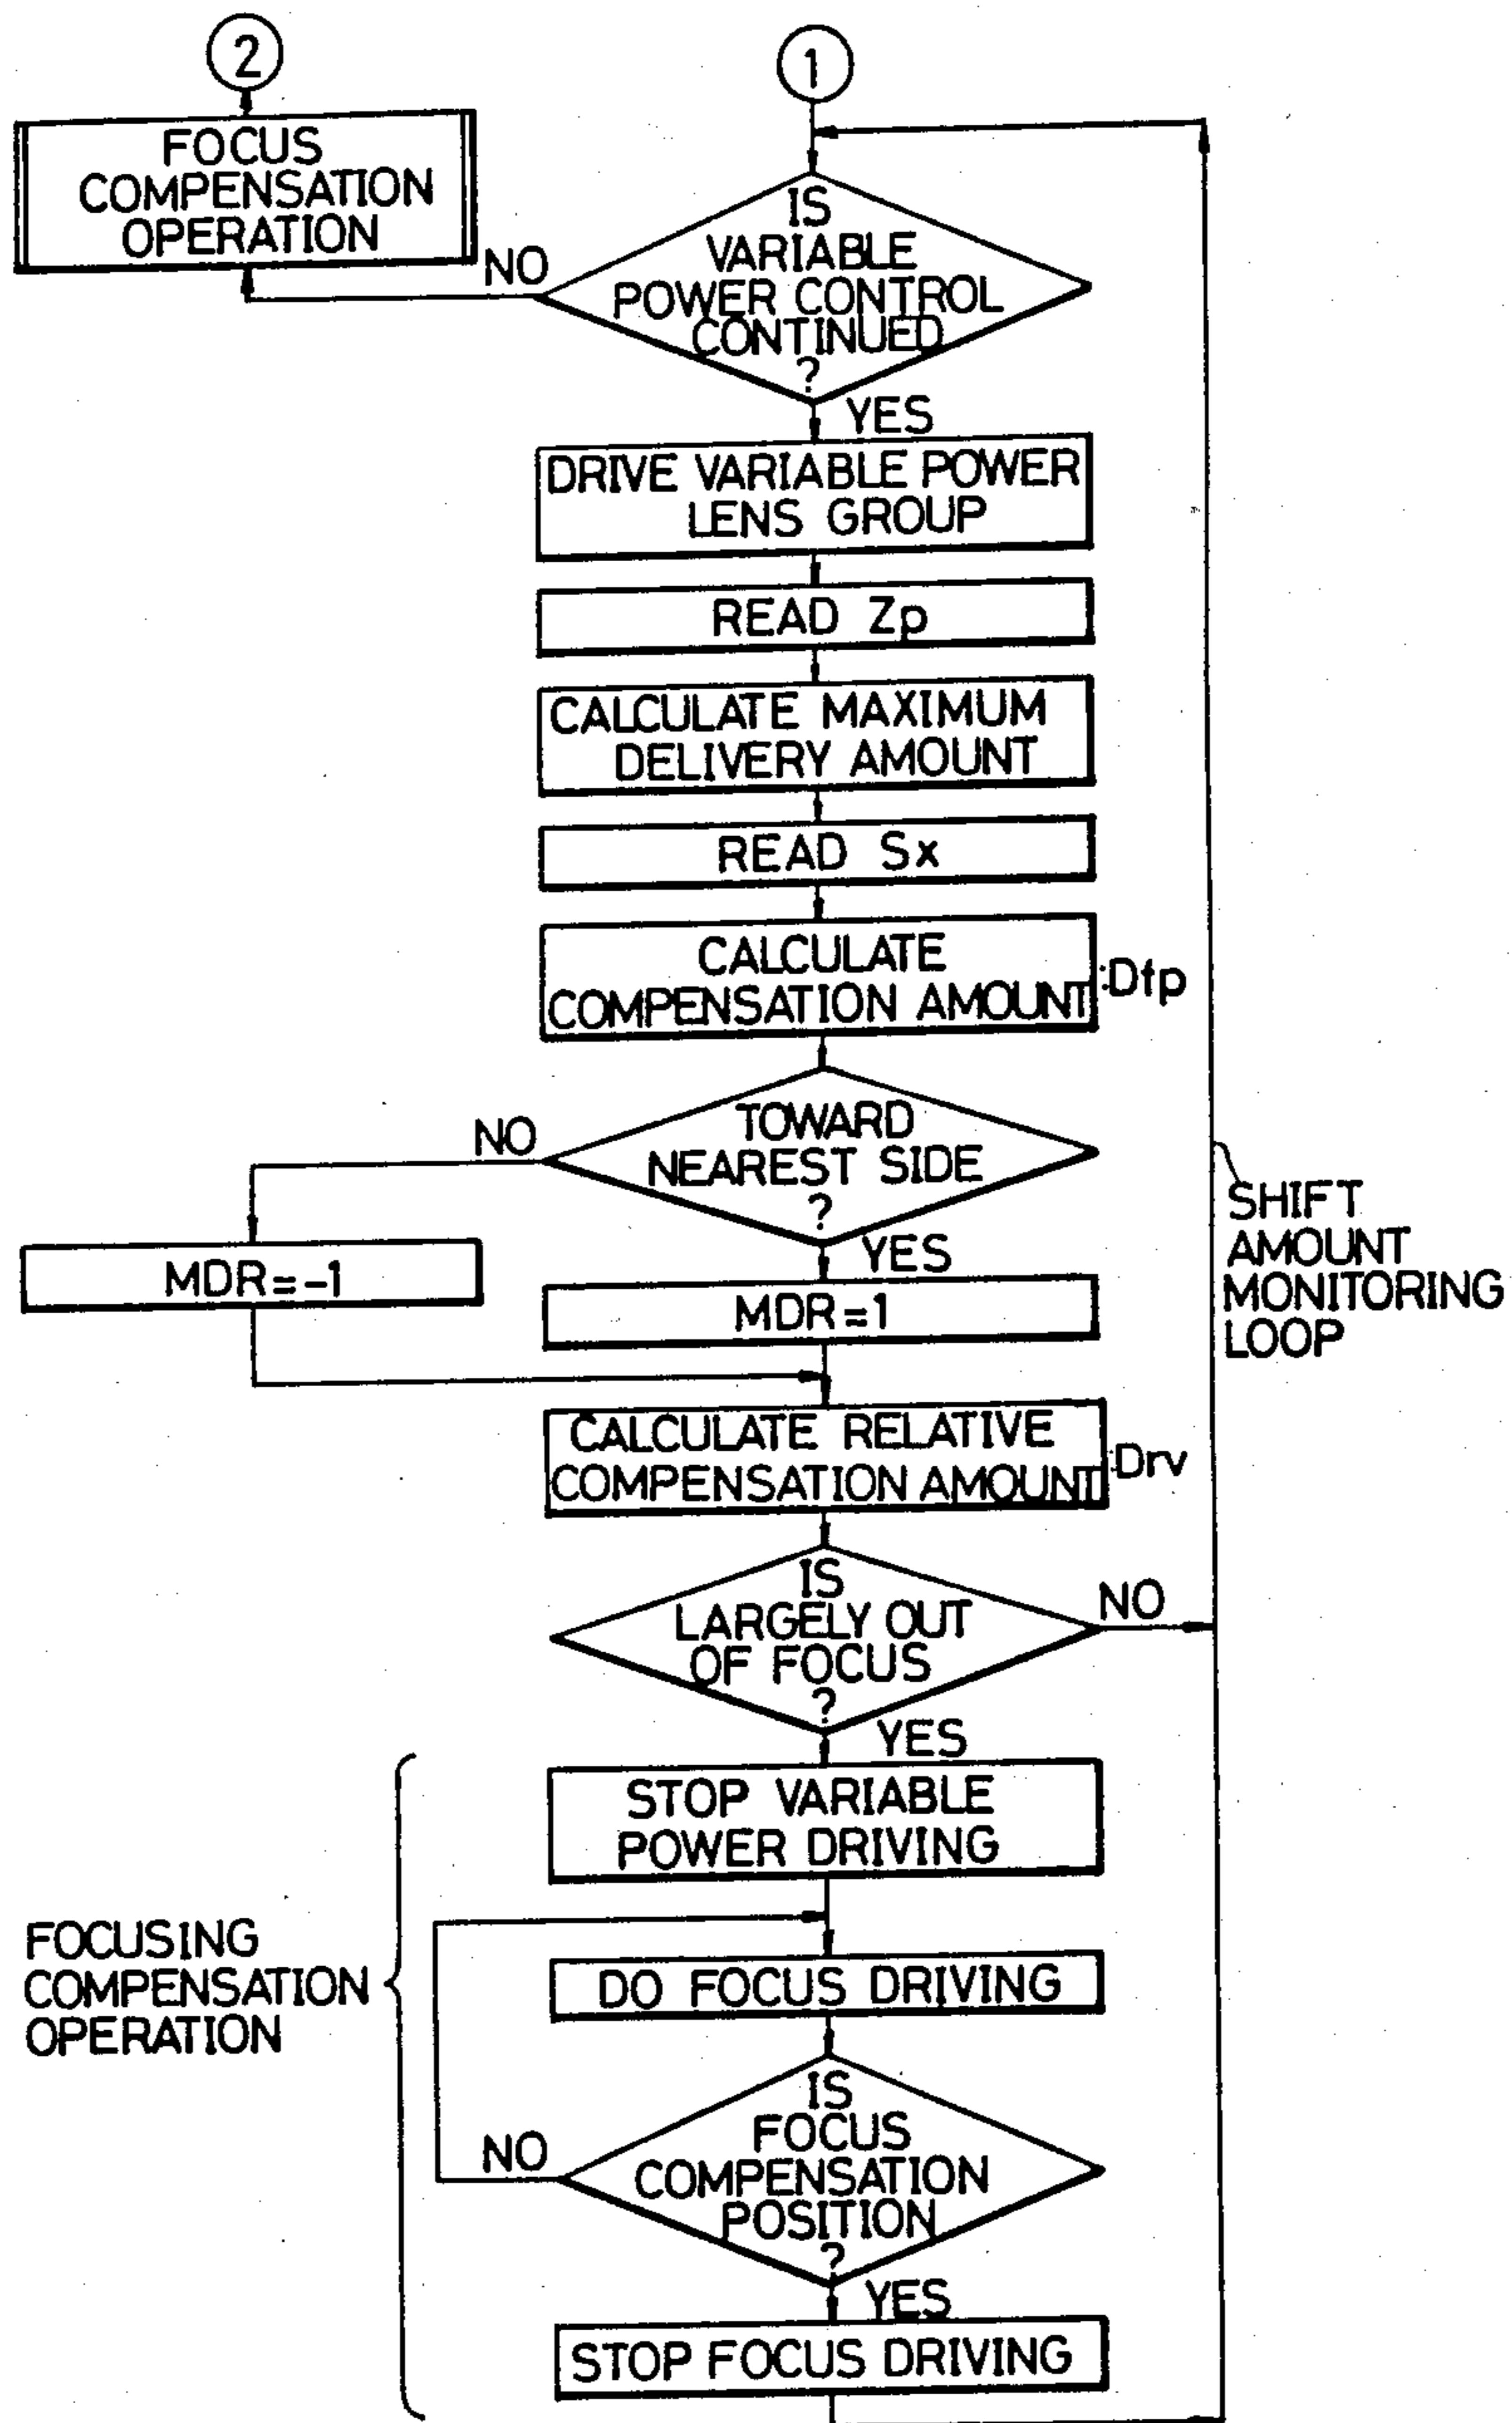 2
1
FOCUS
COMPENSATION
OPERATION
NO
IS
VARIABLE
POWER CONTROL
CONTINUED
?
YES
DRIVE VARIABLE POWER
LENS GROUP
READ Zp
CALCULATE MAXIMUM
DELIVERY AMOUNT
READ Sx
CALCULATE
COMPENSATION AMOUNT
:Dfp
TOWARD
NEAREST SIDE
?
NO
YES
MDR=-1
MDR=1
SHIFT
AMOUNT
MONITORING
LOOP
CALCULATE RELATIVE
COMPENSATION AMOUNT
:Drv
IS
LARGELY OUT
OF FOCUS
?
NO
YES
STOP VARIABLE
POWER DRIVING
FOCUSING
COMPENSATION
OPERATION
DO FOCUS DRIVING
IS
FOCUS
COMPENSATION
POSITION
?
NO
YES
STOP FOCUS DRIVING